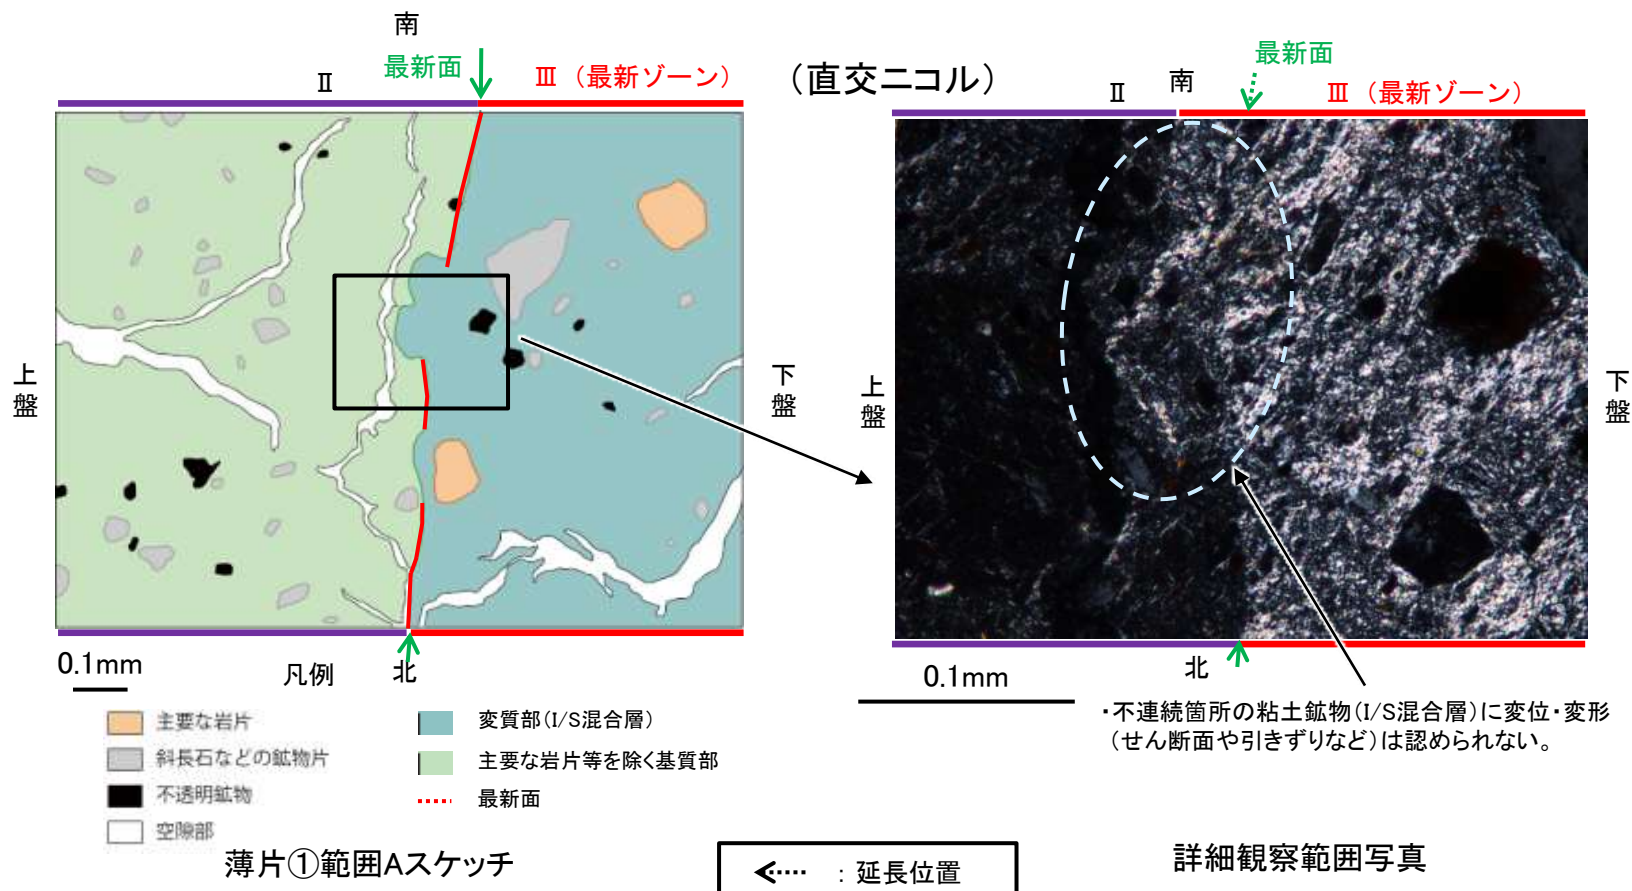 南
最新面
Ⅱ
Ⅲ（最新ゾーン）
上盤
下盤
0.1mm
北
凡例
主要な岩片
斜長石などの鉱物片
不透明鉱物
空隙部
変質部(I/S混合層)
主要な岩片等を除く基質部
最新面
薄片①範囲Aスケッチ
（直交ニコル）
最新面
Ⅱ
南
Ⅲ（最新ゾーン）
上盤
下盤
北
0.1mm
・不連続箇所の粘土鉱物(I/S混合層)に変位・変形
（せん断面や引きずりなど）は認められない。
：延長位置
詳細観察範囲写真